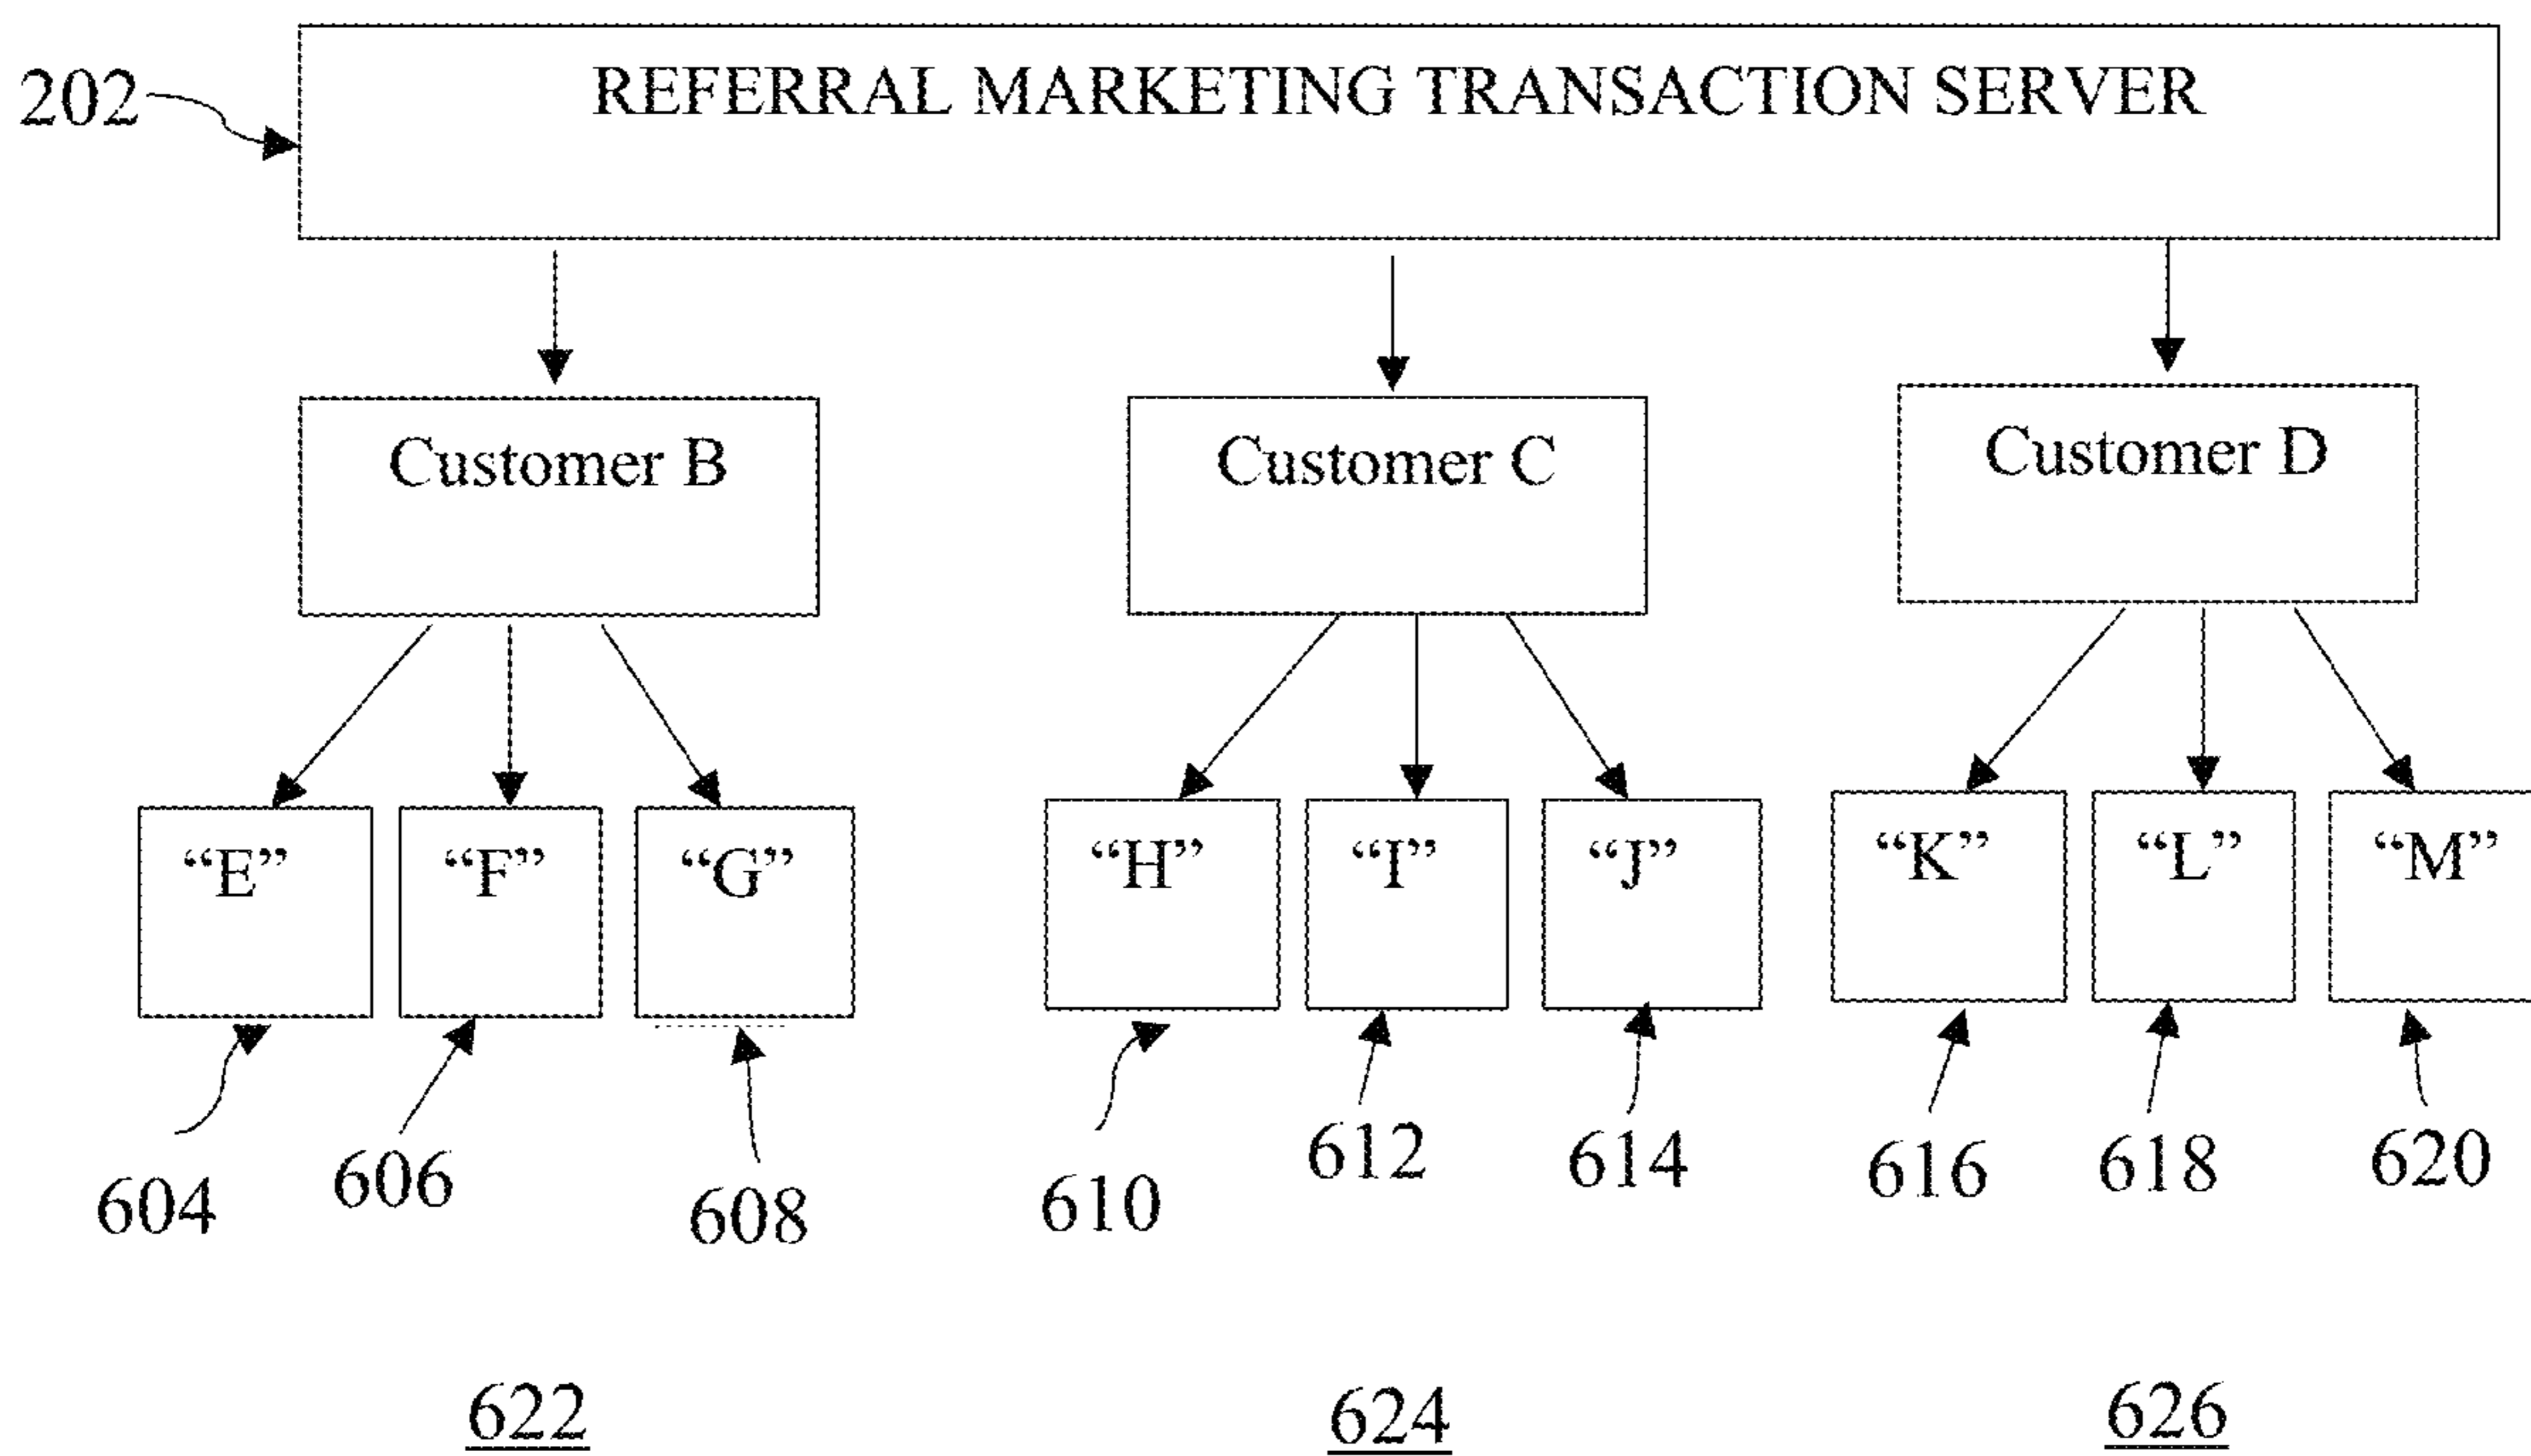 REFERRAL MARKETING TRANSACTION SERVER
202
Customer B
Customer C
Customer D
“E”
“F”
“G”
“H”
“I”
“J”
“K”
“L”
“M”
604
606
608
610
612
614
616
618
620
622
624
626